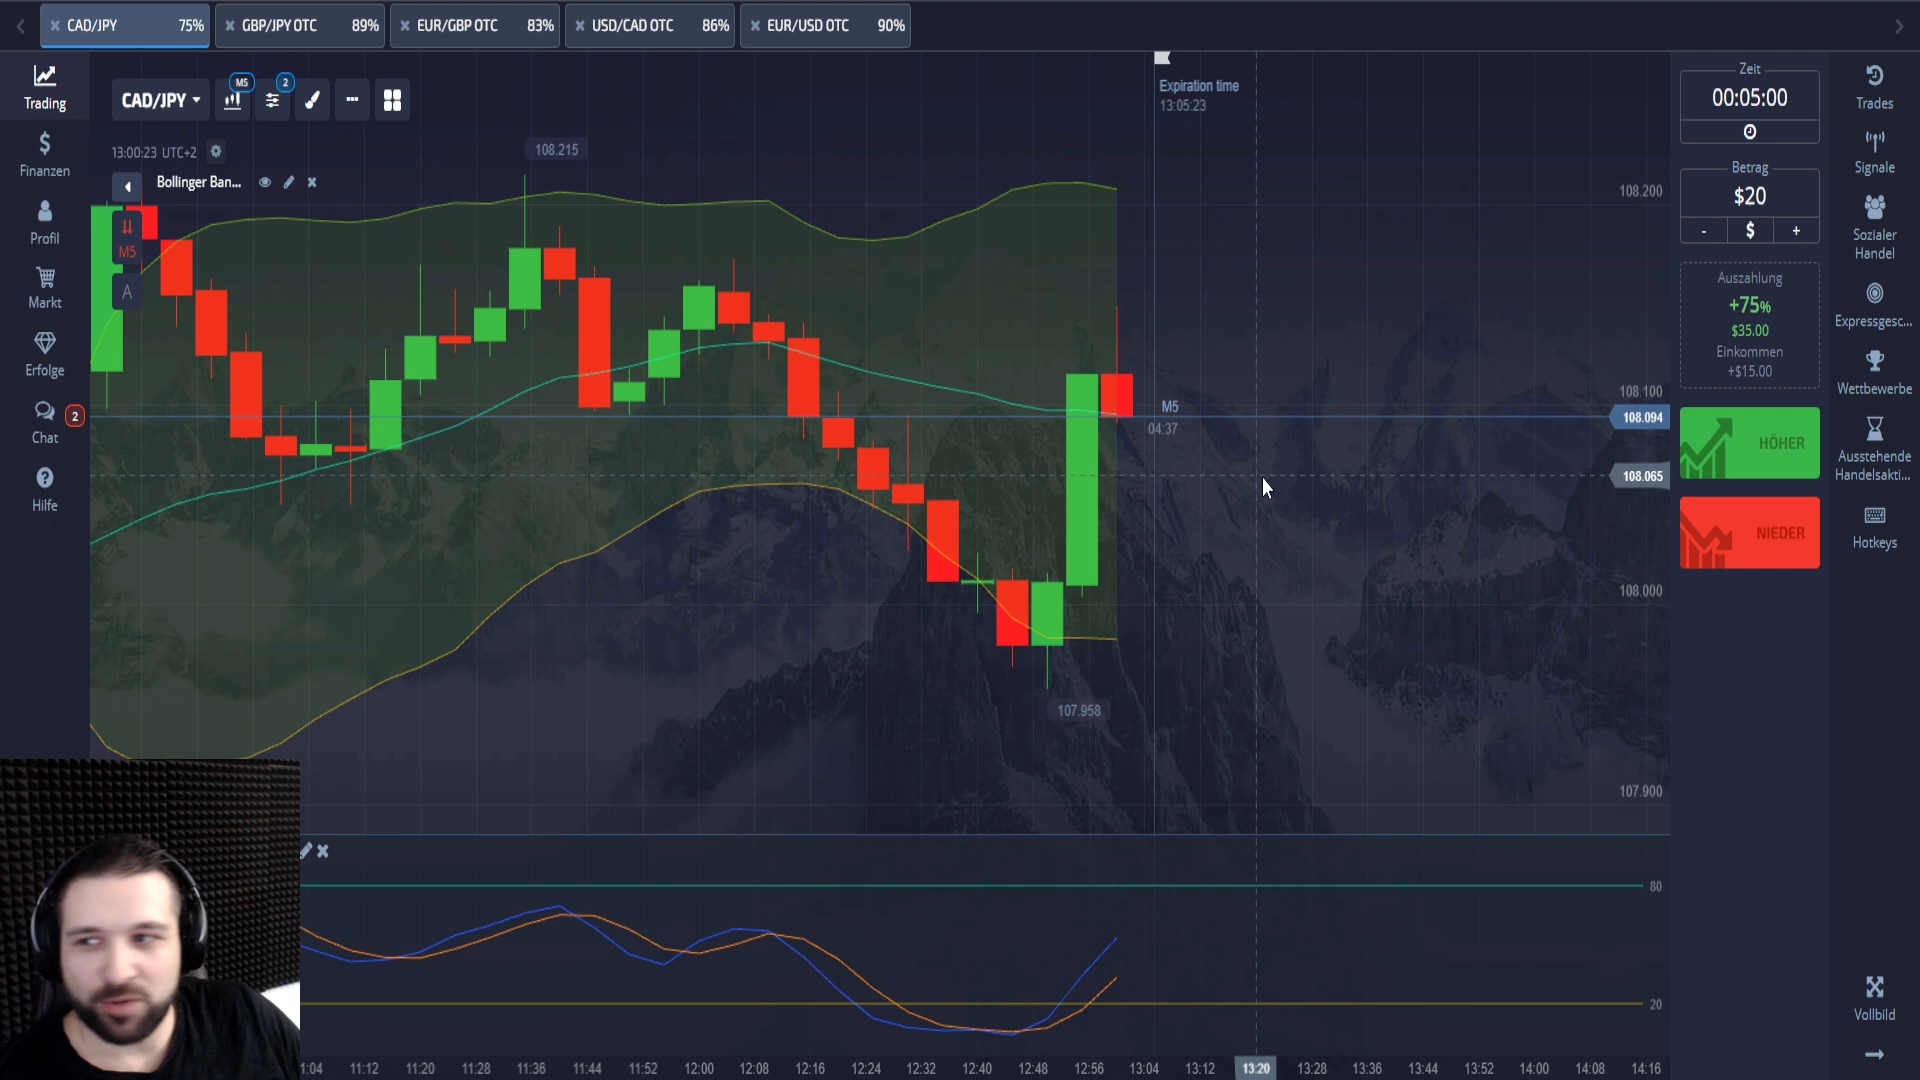 CAD/JPY 75%
GBP/JPY OTC 89%
EUR/GBP OTC 83%
USD/CAD OTC 86%
EUR/USD OTC 90%
Trading
Finanzen
Profil
Markt
Erfolge
Chat
2
Hilfe
CAD/JPY
M5
2
13:00:23 UTC+2
Bollinger Ban...
M5
A
108.215
107.958
Expiration time
13:05:23
M5
04:37
108.200
108.100
108.094
108.065
108.000
107.900
80
20
1:04 11:12 11:20 11:28 11:36 11:44 11:52 12:00 12:08 12:16 12:24 12:32 12:40 12:48 12:56 13:04 13:12 13:20 13:28 13:36 13:44 13:52 14:00 14:08 14:16
Zeit
00:05:00
Betrag
$20
- $ +
Auszahlung
+75%
$35.00
Einkommen
+$15.00
HÖHER
NIEDER
Trades
Signale
Sozialer
Handel
Expressgesc...
Wettbewerbe
Ausstehende
Handelsakti...
Hotkeys
Vollbild